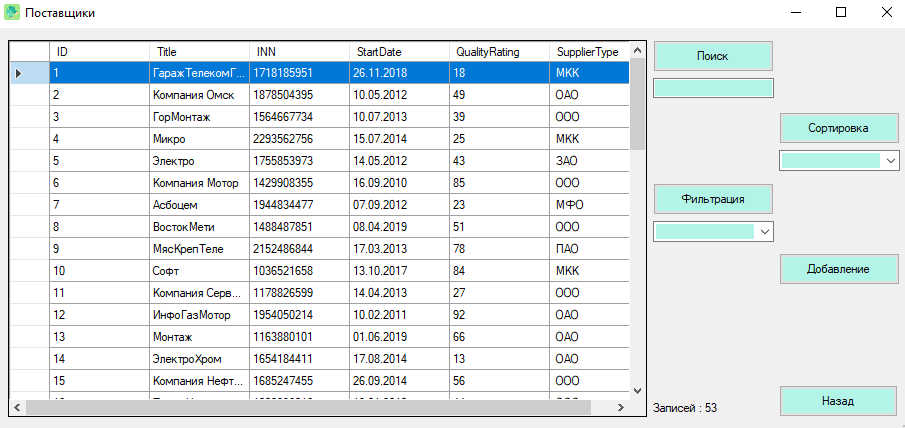 Поставщики
ID Title INN StartDate QualityRating SupplierType
1 ГаражТелекомГ... 1718185951 26.11.2018 18 МКК
2 Компания Омск 1878504395 10.05.2012 49 ОАО
3 ГорМонтаж 1564667734 10.07.2013 39 ООО
4 Микро 2293562756 15.07.2014 25 МКК
5 Электро 1755853973 14.05.2012 43 ЗАО
6 Компания Мотор 1429908355 16.09.2010 85 ООО
7 Асбоцем 1944834477 07.09.2012 23 МФО
8 ВостокМети 1488487851 08.04.2019 51 ООО
9 МясКрепТеле 2152486844 17.03.2013 78 ПАО
10 Софт 1036521658 13.10.2017 84 МКК
11 Компания Серв... 1178826599 14.04.2013 27 ООО
12 ИнфоГазМотор 1954050214 10.02.2011 92 ОАО
13 Монтаж 1163880101 01.06.2019 66 ОАО
14 ЭлектроХром 1654184411 17.08.2014 13 ОАО
15 Компания Нефт... 1685247455 26.09.2014 56 ООО
Поиск
Сортировка
Фильтрация
Добавление
Записей : 53
Назад